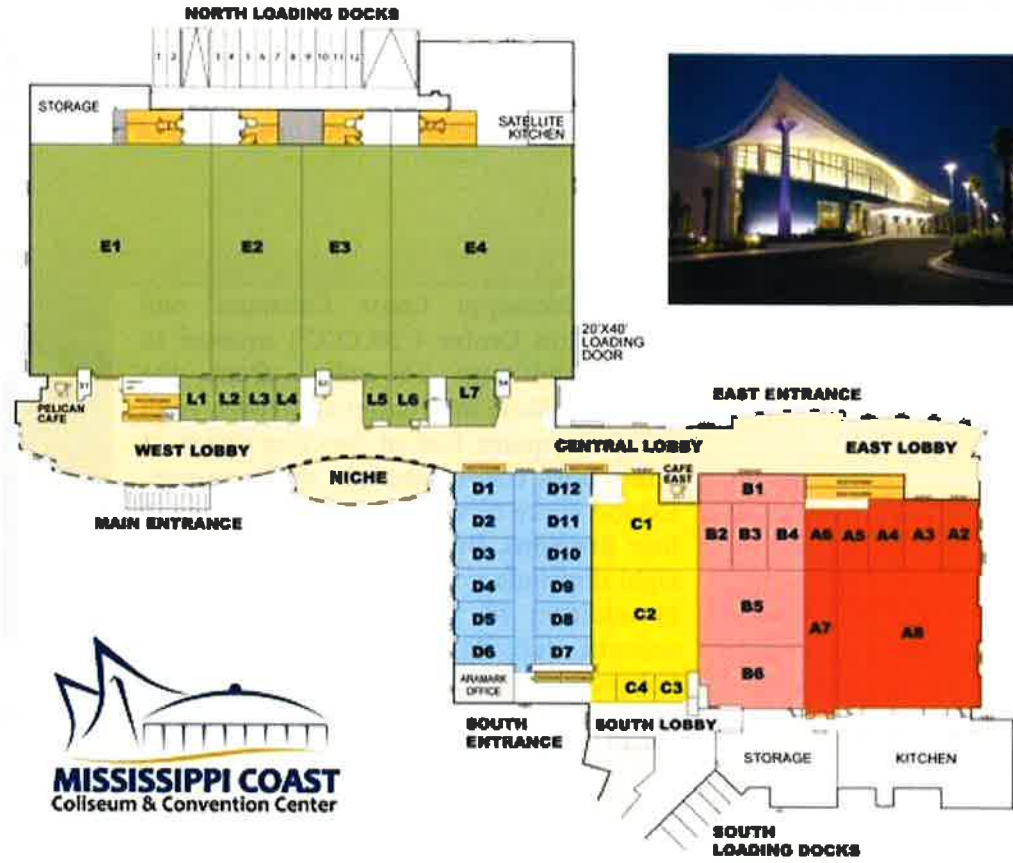 NORTH LOADING DOCKS
1 2 3 4 5 6 7 8 9 10 11 12
STORAGE
SATELLITE
KITCHEN
E1 E2 E3 E4
20'X40'
LOADING
DOOR
L1 L2 L3 L4 L5 L6 L7
PELICAN
CAFE
WEST LOBBY
NICHE
MAIN ENTRANCE
EAST ENTRANCE
CENTRAL LOBBY
EAST LOBBY
CAFE
EAST
D1 D12
D2 D11
D3 D10
D4 D9
D5 D8
D6 D7
ARAMARK
OFFICE
C1
C2
C4 C3
B1
B2 B3 B4
B5
B6
A6 A5 A4 A3 A2
A7 A8
SOUTH
ENTRANCE
SOUTH LOBBY
STORAGE
KITCHEN
SOUTH
LOADING DOCKS
MISSISSIPPI COAST
Coliseum & Convention Center